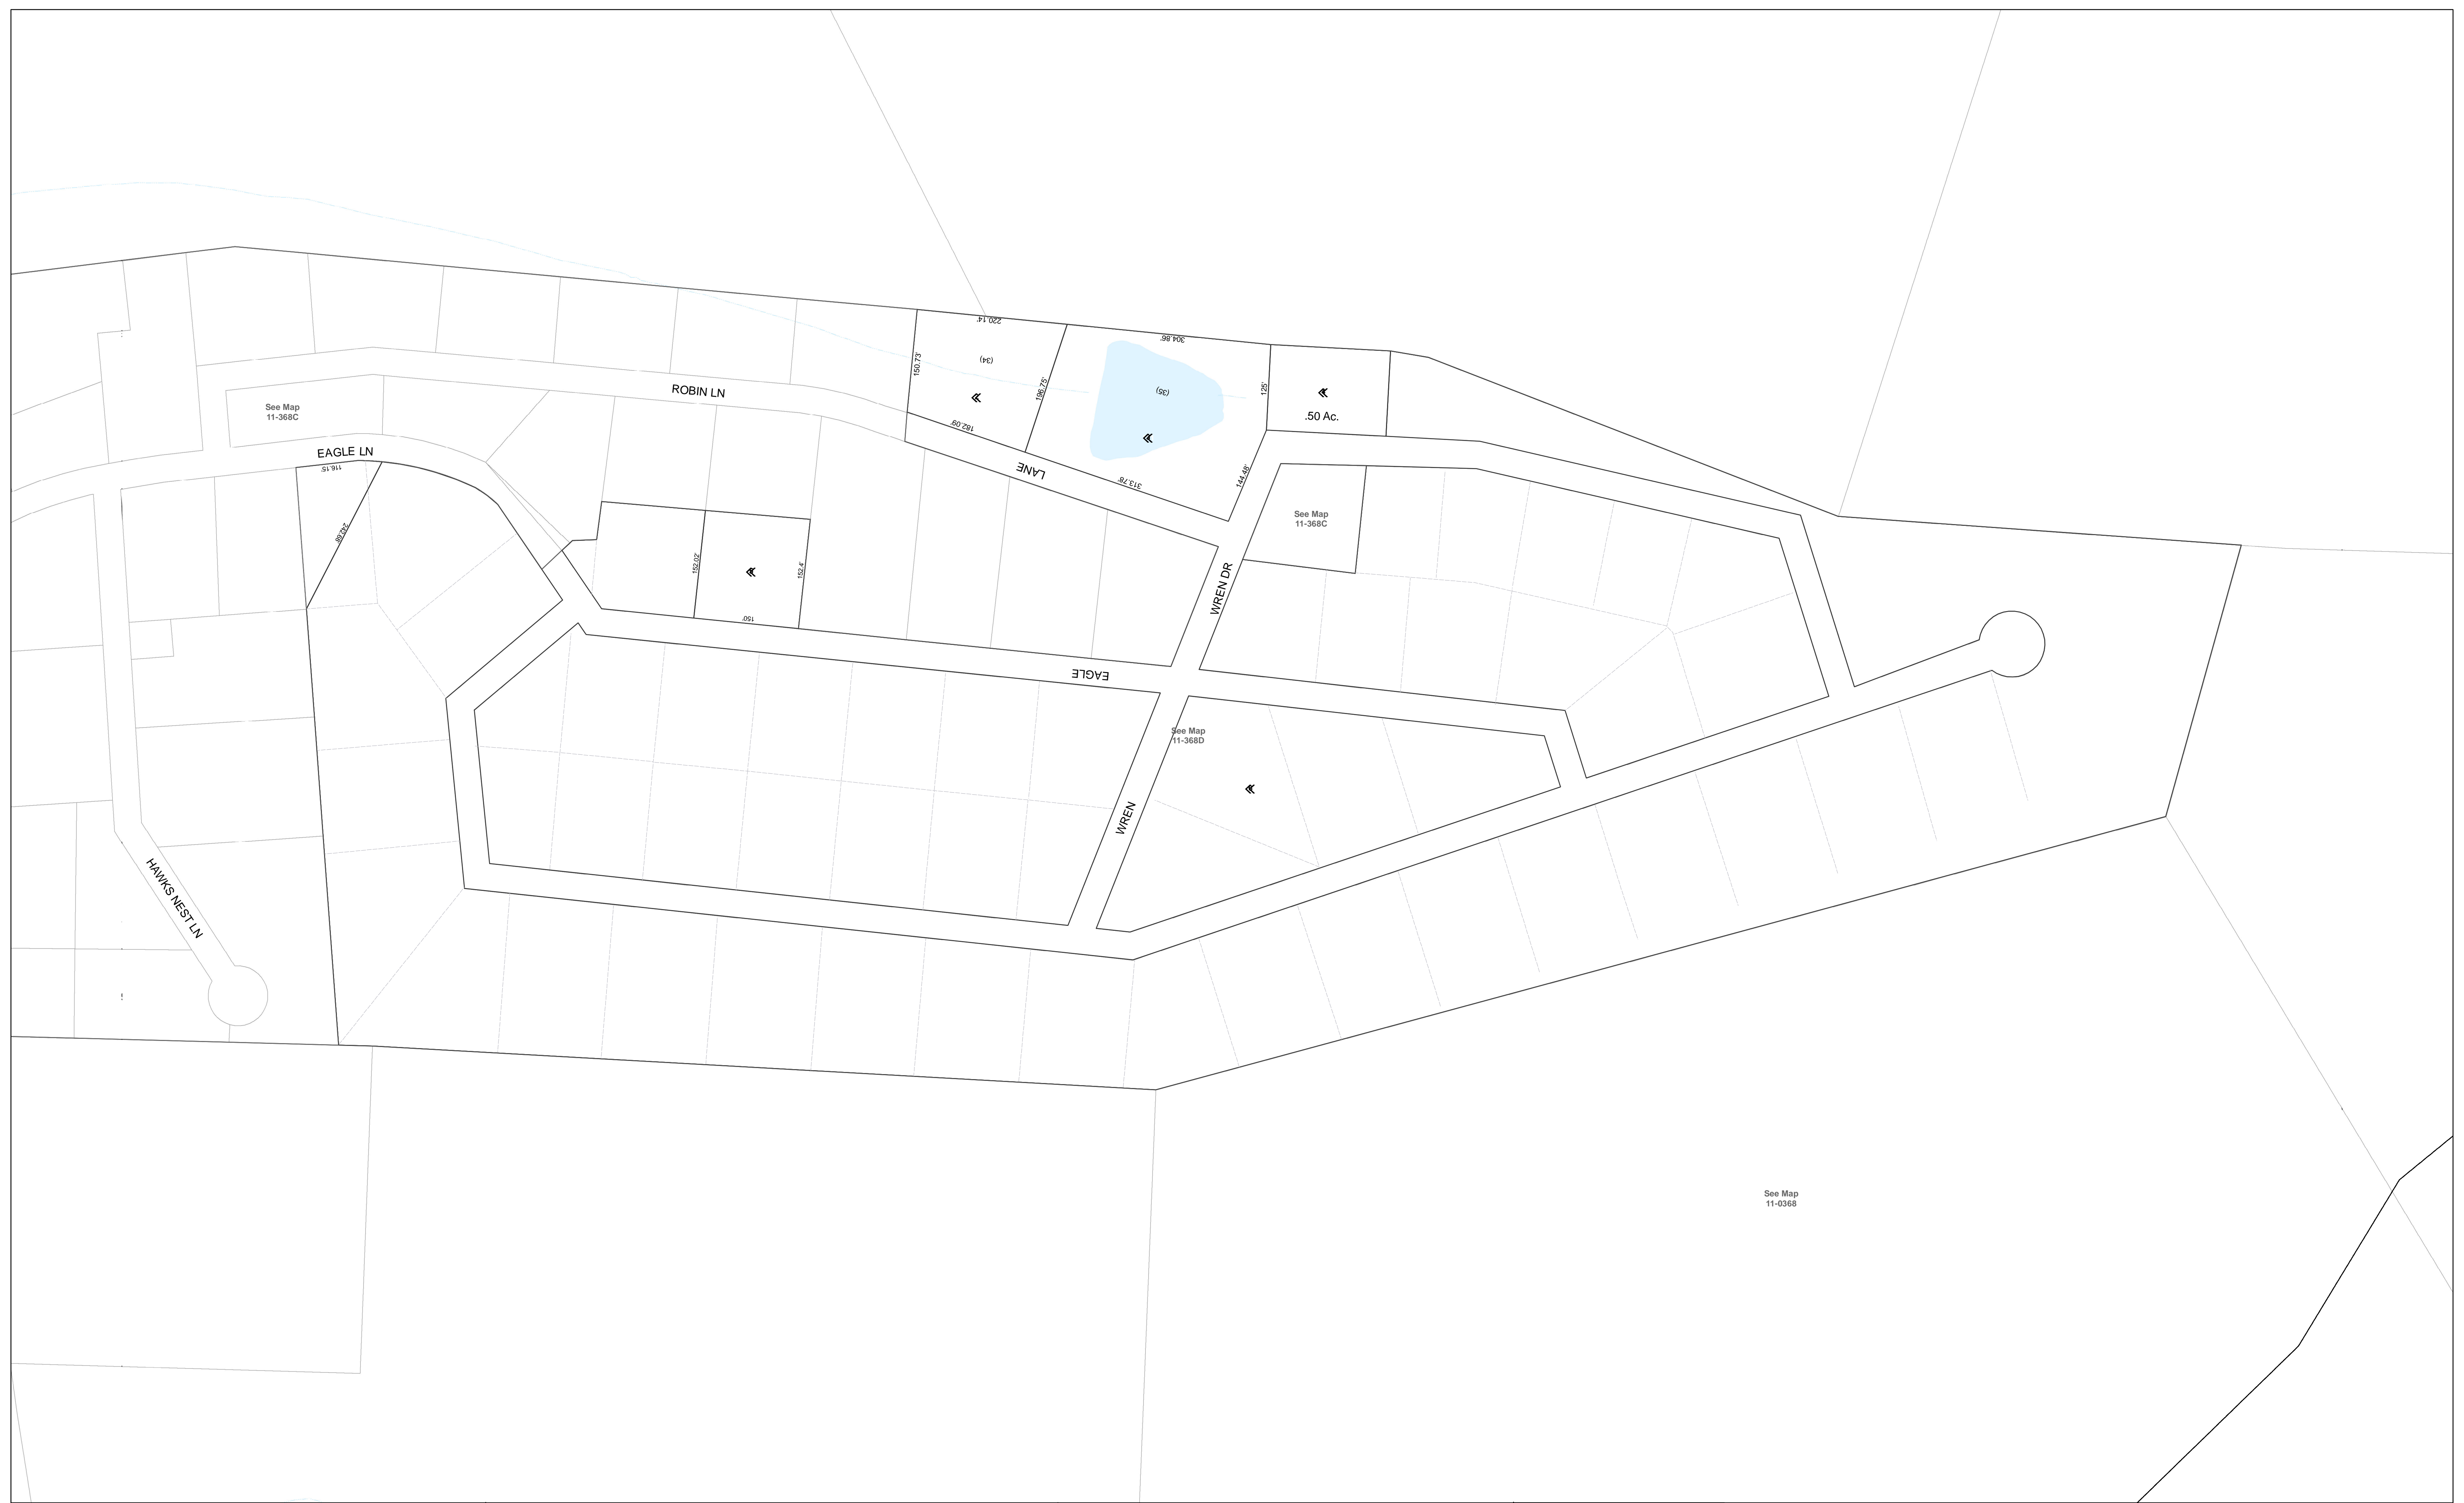 220.14'
304.86'
150.73'
(34)
196.75'
(35)
125'
.50 Ac.
ROBIN LN
See Map
11-368C
182.09'
EAGLE LN
116.15'
LANE
313.78'
144.48'
See Map
11-368C
242.68'
152.02'
152.4'
WREN DR
150'
EAGLE
See Map
11-368D
WREN
HAWKS NEST LN
See Map
11-0368